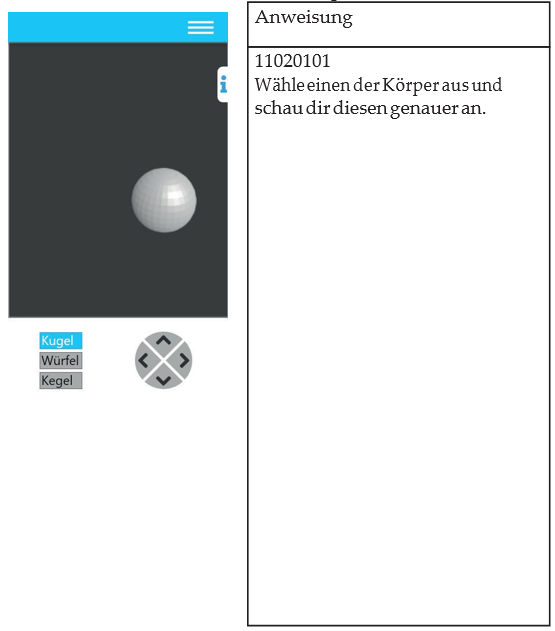 i
Kugel
Würfel
Kegel
Anweisung
11020101
Wähle einen der Körper aus und
schau dir diesen genauer an.